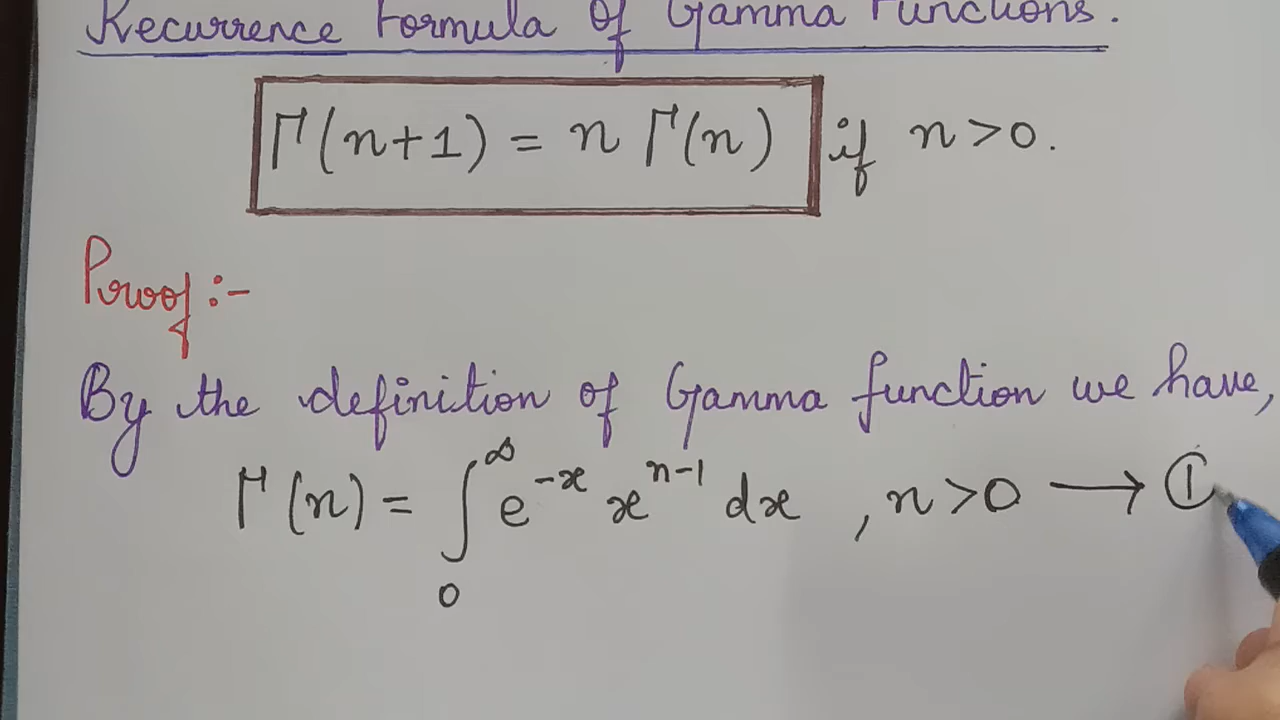 Recurrence Formula Of Gamma Functions.
Γ(n+1) = n Γ(n) if n>0.
Proof :-
By the definition of Gamma function we have,
Γ(n) = ∫₀^∞ e^{-x} x^{n-1} dx , n>0 ⟶ ①